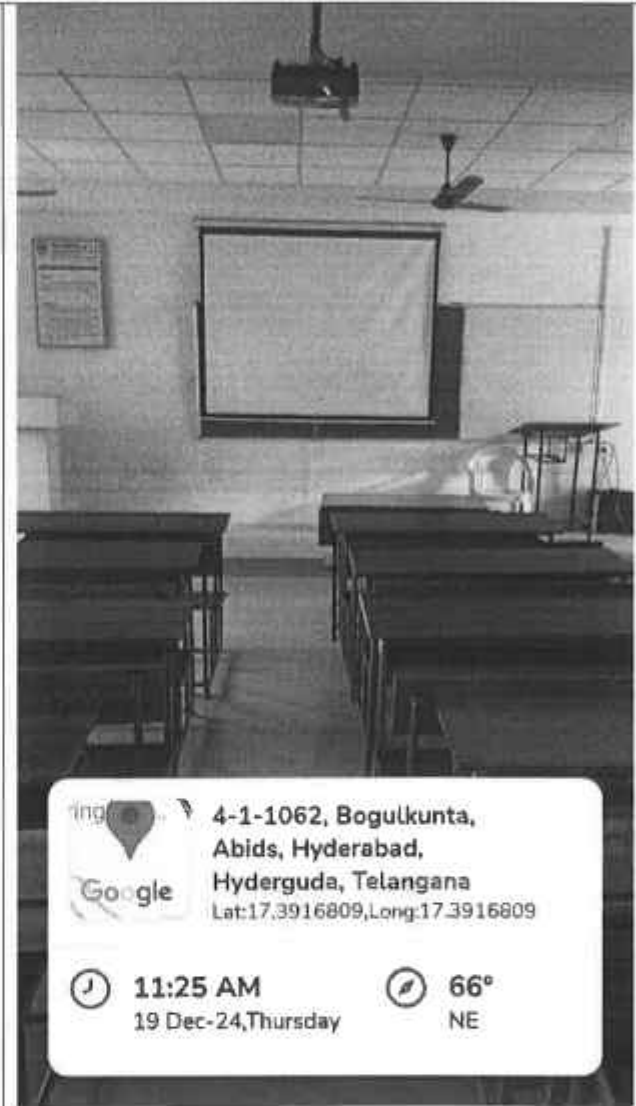 4-1-1062, Bogulkunta,
Abids, Hyderabad,
Hyderguda, Telangana
Lat:17.3916809,Long:17.3916809
Google
11:25 AM
19 Dec-24,Thursday
66°
NE